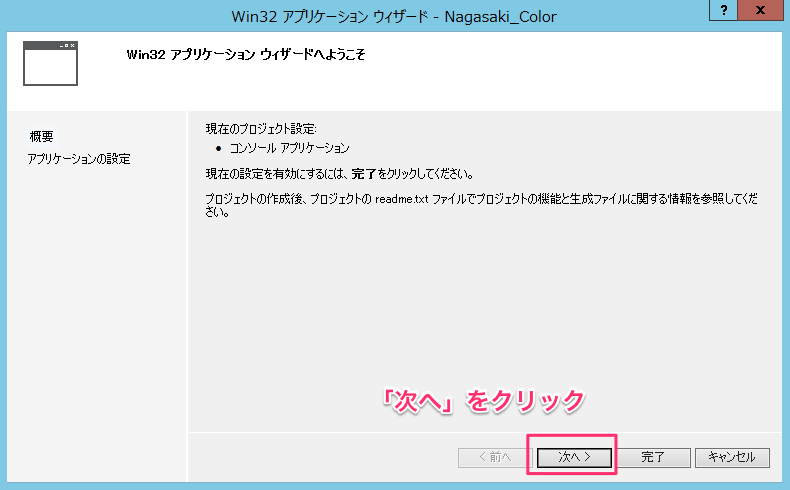 Win32 アプリケーション ウィザード - Nagasaki_Color
? x
Win32 アプリケーション ウィザードへようこそ
概要
アプリケーションの設定
現在のプロジェクト設定:
• コンソール アプリケーション
現在の設定を有効にするには、完了をクリックしてください。
プロジェクトの作成後、プロジェクトの readme.txt ファイルでプロジェクトの機能と生成ファイルに関する情報を参照してくだ
さい。
「次へ」をクリック
< 前へ 次へ > 完了 キャンセル